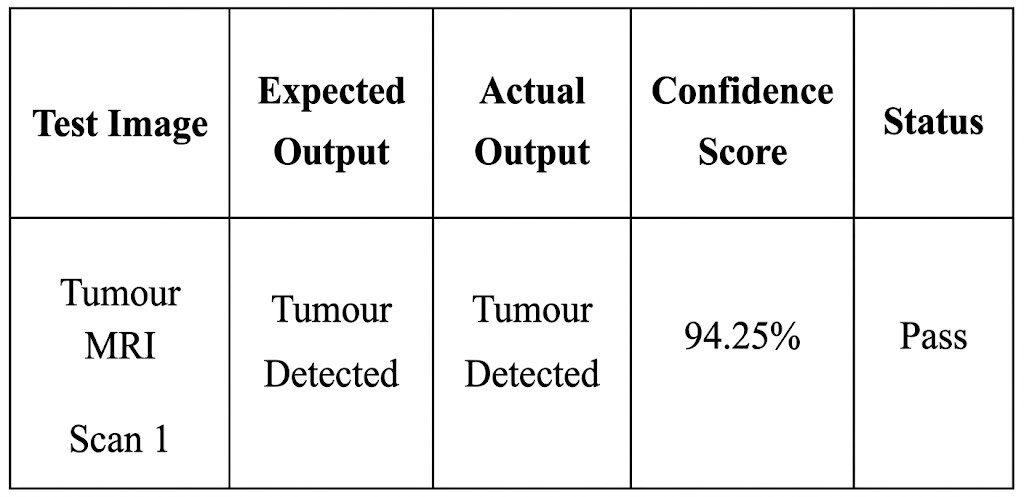 Test Image
Expected
Output
Actual
Output
Confidence
Score
Status
Tumour
MRI
Scan 1
Tumour
Detected
Tumour
Detected
94.25%
Pass